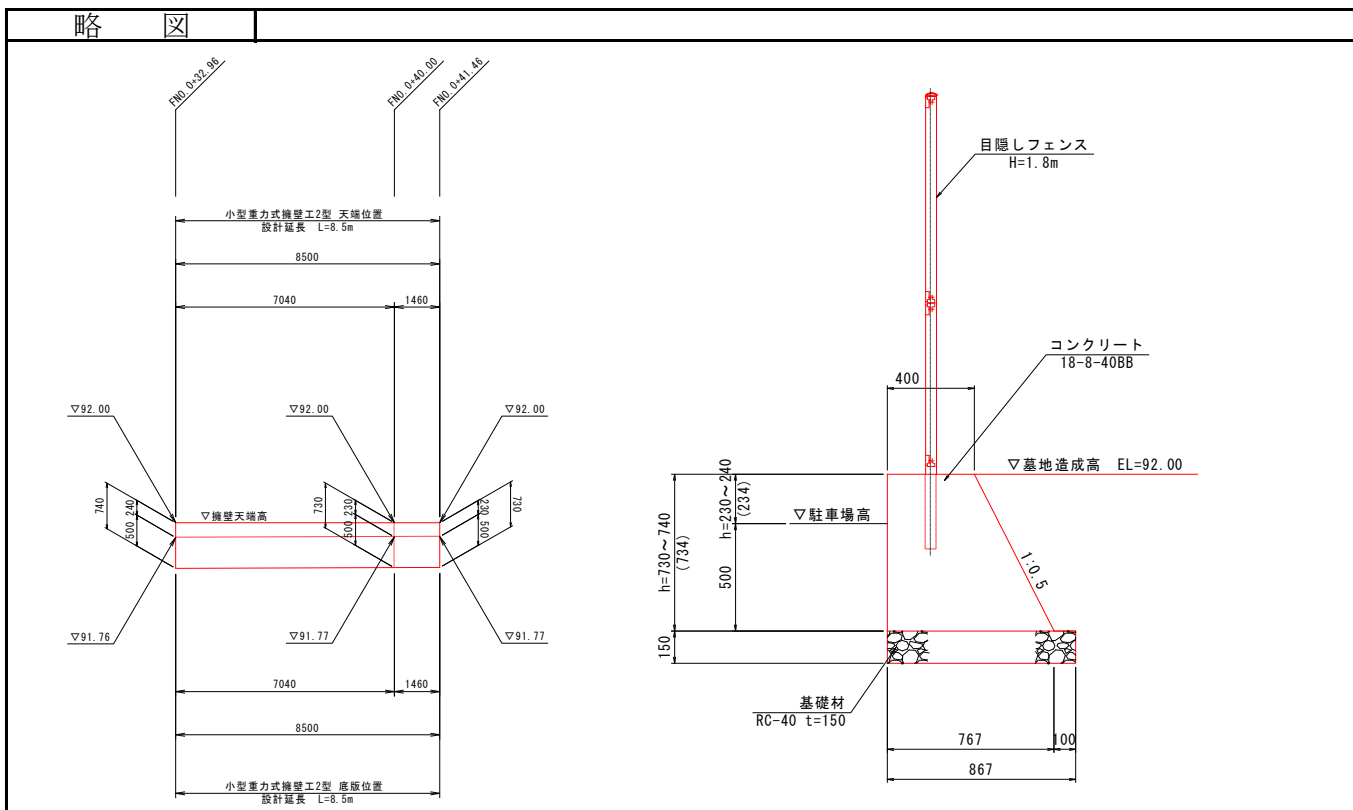 略 図
FNO.0+32.96
FNO.0+40.00
FNO.0+41.46
小型重力式擁壁工2型 天端位置
設計延長 L=8.5m
8500
7040
1460
▽92.00
▽92.00
▽92.00
740
240
500
▽擁壁天端高
730
230
500
230
500
730
▽91.76
▽91.77
▽91.77
7040
1460
8500
小型重力式擁壁工2型 底版位置
設計延長 L=8.5m
目隠しフェンス
H=1.8m
コンクリート
18-8-40BB
400
▽墓地造成高 EL=92.00
h=230~240
(234)
▽駐車場高
h=730~740
(734)
500
1:0.5
150
基礎材
RC-40 t=150
767
100
867